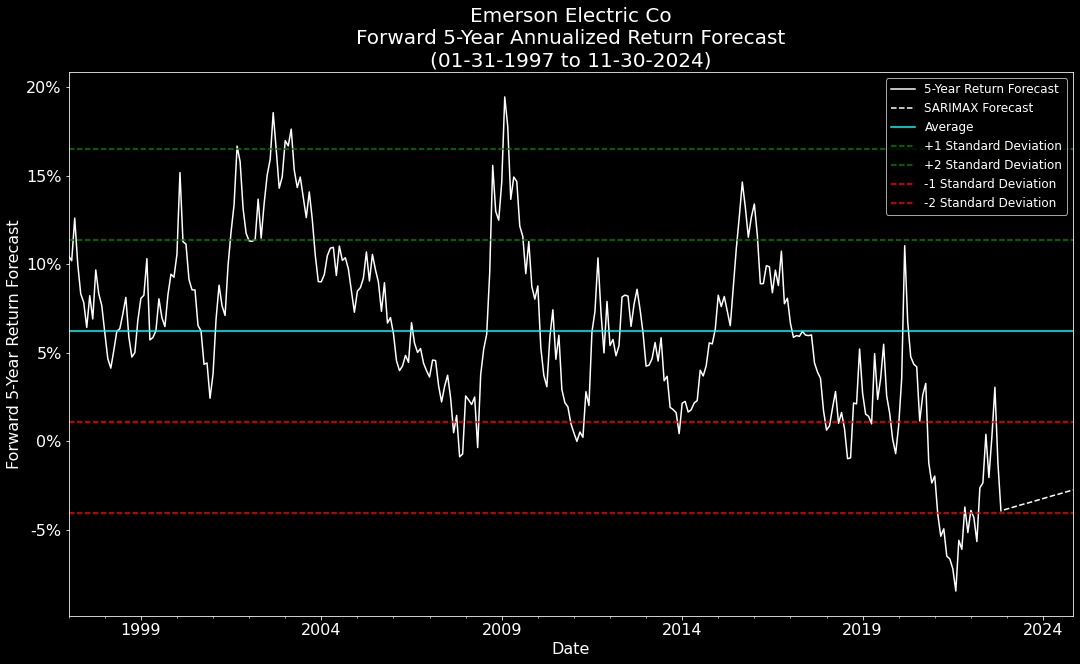 Emerson Electric Co
Forward 5-Year Annualized Return Forecast
(01-31-1997 to 11-30-2024)
5-Year Return Forecast
SARIMAX Forecast
Average
+1 Standard Deviation
+2 Standard Deviation
-1 Standard Deviation
-2 Standard Deviation
Forward 5-Year Return Forecast
20%
15%
10%
5%
0%
-5%
1999 2004 2009 2014 2019 2024
Date